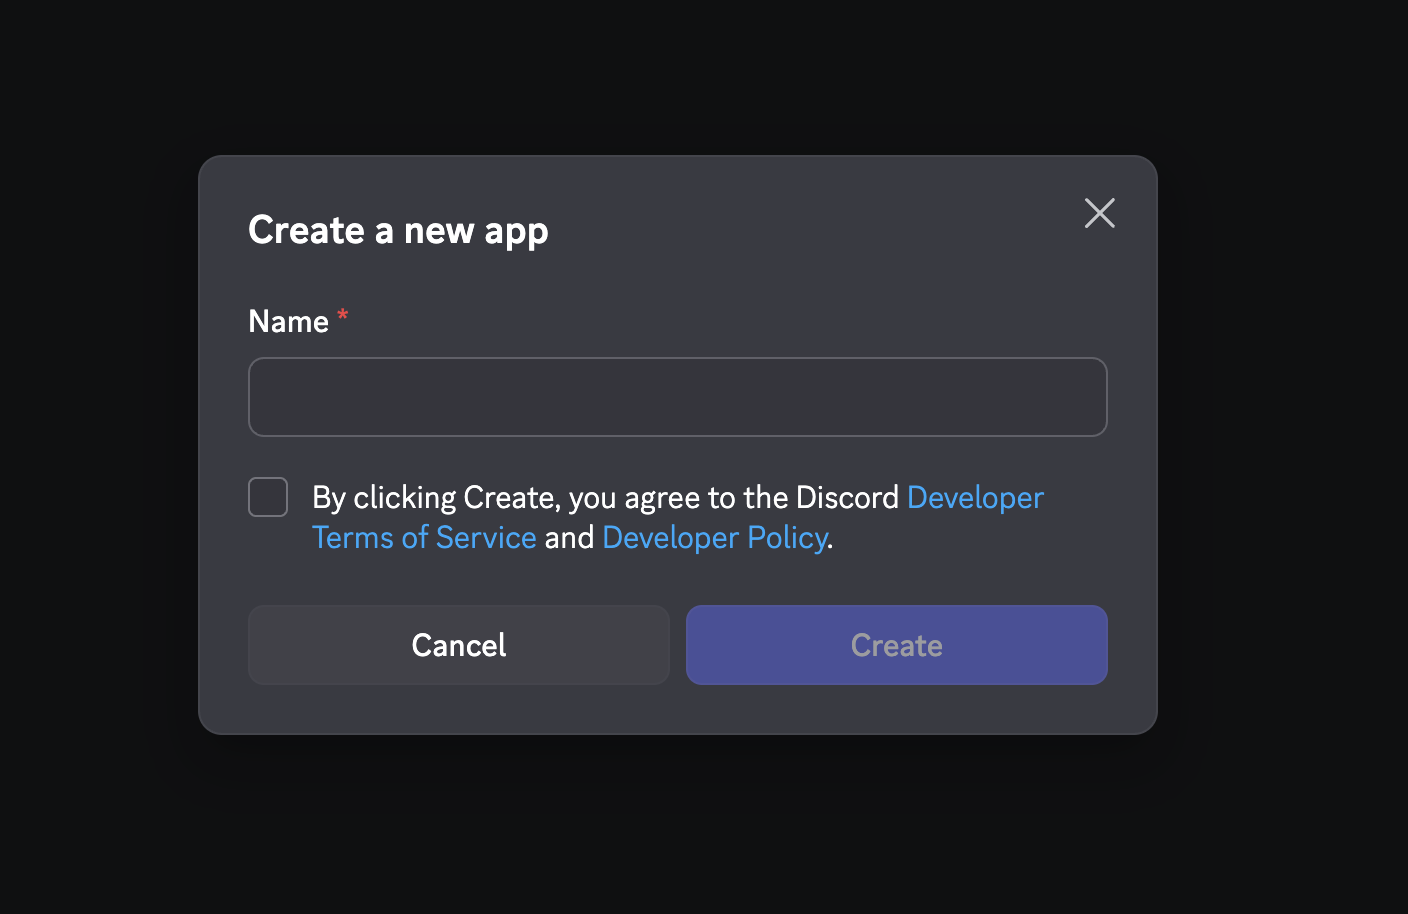 Create a new app
Name *
By clicking Create, you agree to the Discord Developer
Terms of Service and Developer Policy.
Cancel
Create